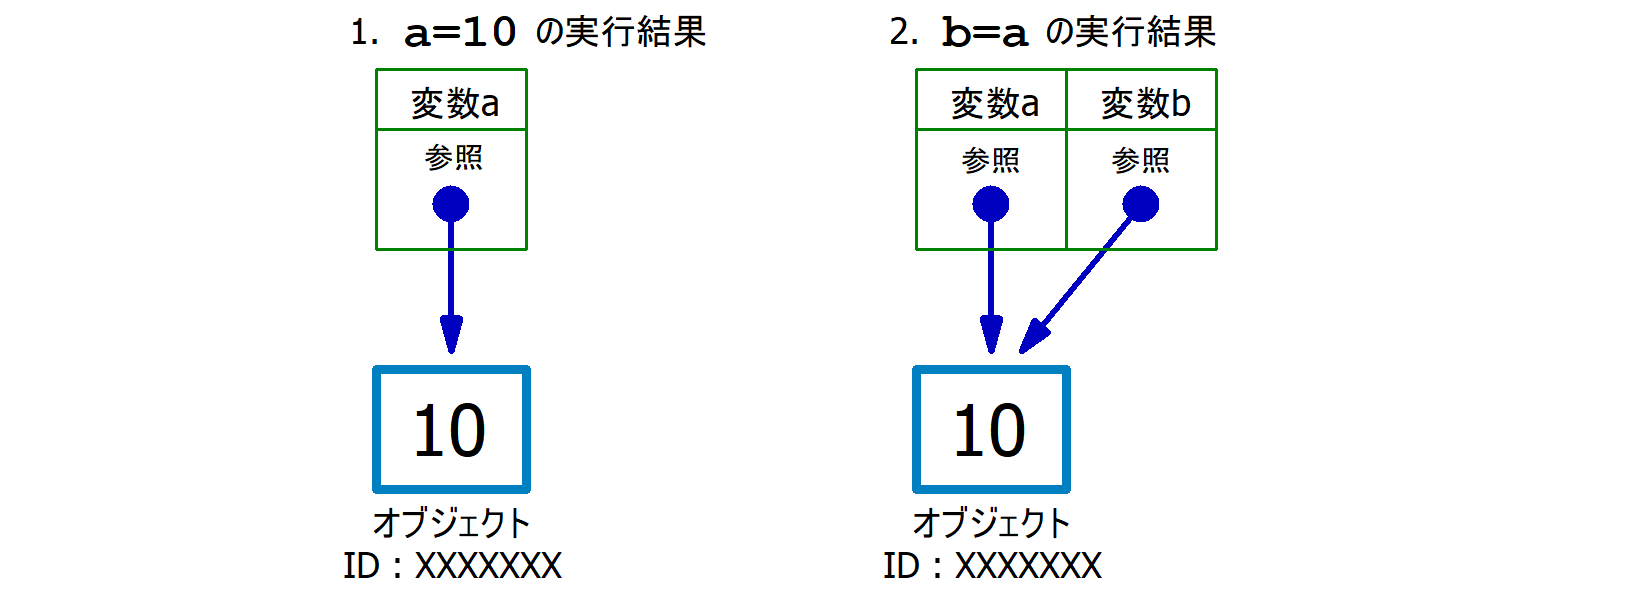 1. a=10 の実行結果
変数a
参照
10
オブジェクト
ID：XXXXXXX
2. b=a の実行結果
変数a 変数b
参照 参照
10
オブジェクト
ID：XXXXXXX